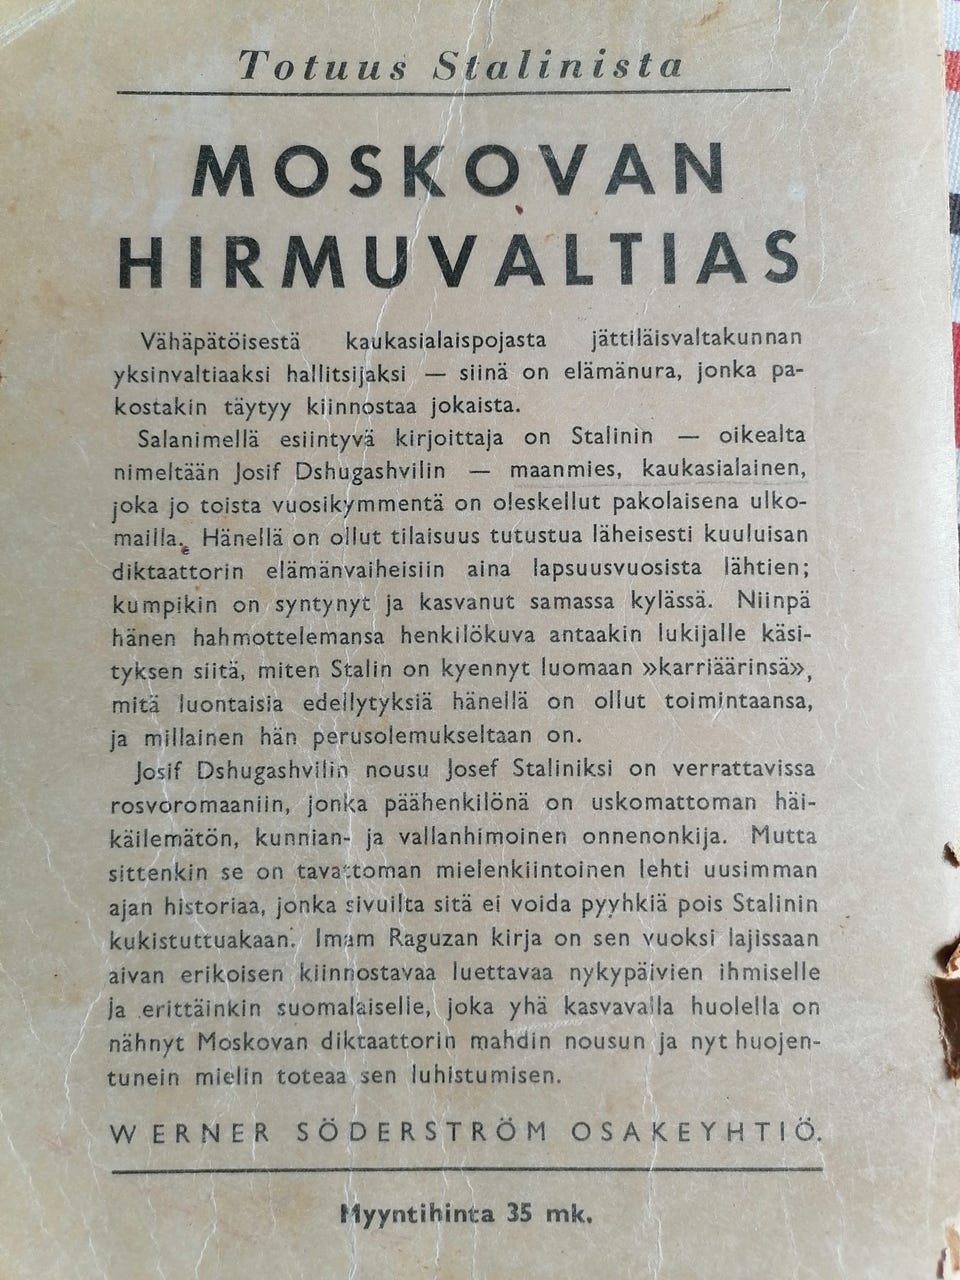 Totuus Stalinista
MOSKOVAN
HIRMUVALTIAS
Vähäpätöisestä kaukasialaispojasta jättiläisvaltakunnan
yksinvaltiaaksi hallitsijaksi — siinä on elämänura, jonka pa-
kostakin täytyy kiinnostaa jokaista.
Salanimellä esiintyvä kirjoittaja on Stalinin — oikealta
nimeltään Josif Dshugashvilin — maanmies, kaukasialainen,
joka jo toista vuosikymmentä on oleskellut pakolaisena ulko-
mailla. Hänellä on ollut tilaisuus tutustua läheisesti kuuluisan
diktaattorin elämänvaiheisiin aina lapsuusvuosista lähtien;
kumpikin on syntynyt ja kasvanut samassa kylässä. Niinpä
hänen hahmottelemansa henkilökuva antaakin lukijalle käsi-
tyksen siitä, miten Stalin on kyennyt luomaan »karriäärinsä»,
mitä luontaisia edellytyksiä hänellä on ollut toimintaansa,
ja millainen hän perusolemukseltaan on.
Josif Dshugashvilin nousu Josef Staliniksi on verrattavissa
rosvoromaaniin, jonka päähenkilönä on uskomattoman häi-
käilemätön, kunnian- ja vallanhimoinen onnenonkija. Mutta
sittenkin se on tavattoman mielenkiintoinen lehti uusimman
ajan historiaa, jonka sivuilta sitä ei voida pyyhkiä pois Stalinin
kukistuttuakaan. Imam Raguzan kirja on sen vuoksi lajissaan
aivan erikoisen kiinnostavaa luettavaa nykypäivien ihmiselle
ja erittäinkin suomalaiselle, joka yhä kasvavalla huolella on
nähnyt Moskovan diktaattorin mahdin nousun ja nyt huojen-
tunein mielin toteaa sen luhistumisen.
WERNER SÖDERSTRÖM OSAKEYHTIÖ.
Myyntihinta 35 mk.